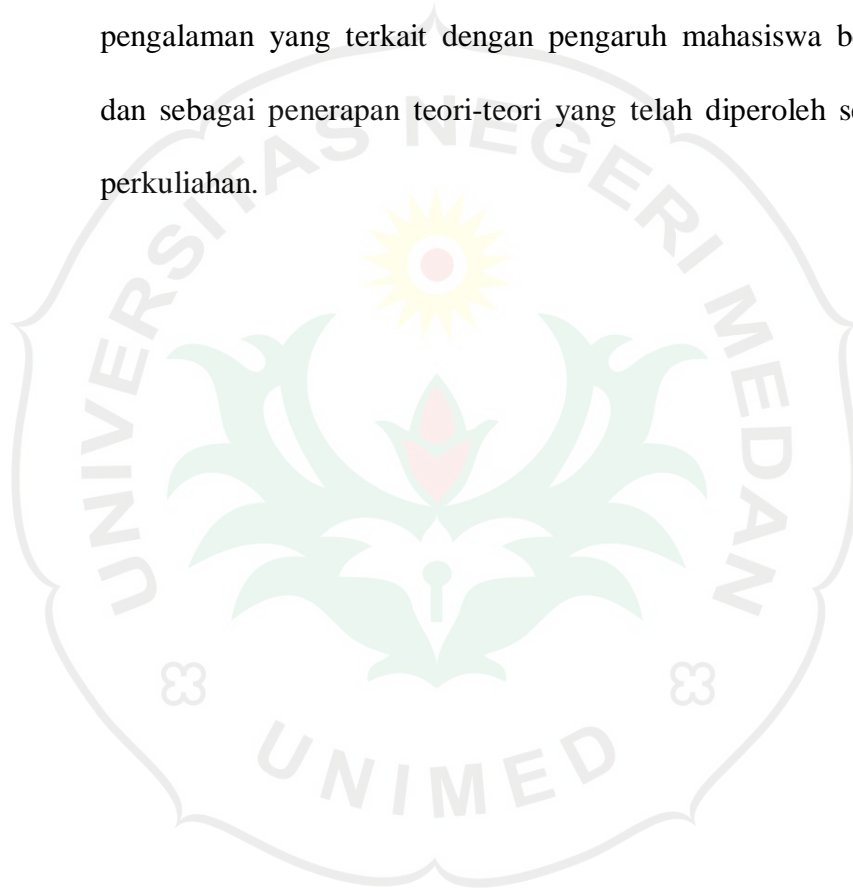 pengalaman yang terkait dengan pengaruh mahasiswa
dan sebagai penerapan teori-teori yang telah diperoleh
perkuliahan.
UNIVERSITAS NEGERI MEDAN
UNIMED